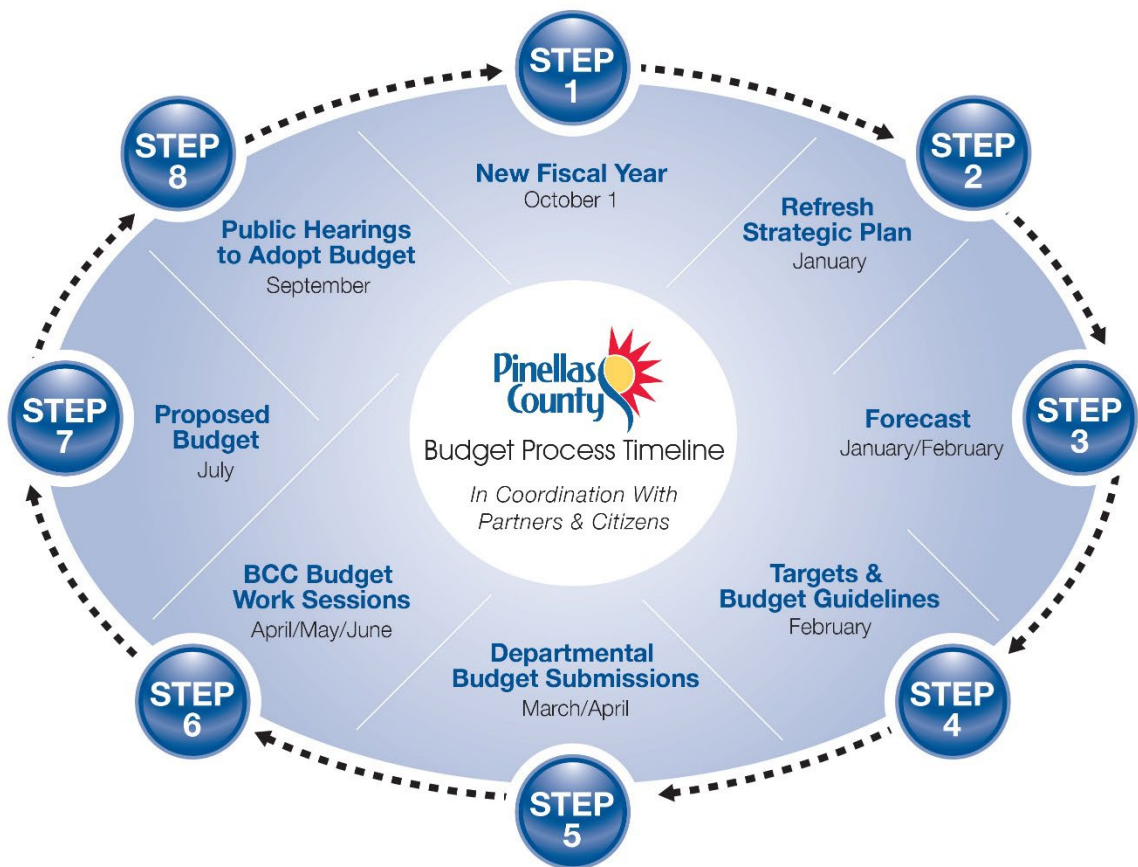 STEP
1
New Fiscal Year
October 1
STEP
2
Refresh
Strategic Plan
January
STEP
3
Forecast
January/February
STEP
4
Targets &
Budget Guidelines
February
STEP
5
Departmental
Budget Submissions
March/April
STEP
6
BCC Budget
Work Sessions
April/May/June
STEP
7
Proposed
Budget
July
STEP
8
Public Hearings
to Adopt Budget
September
Pinellas
County
Budget Process Timeline
In Coordination With
Partners & Citizens